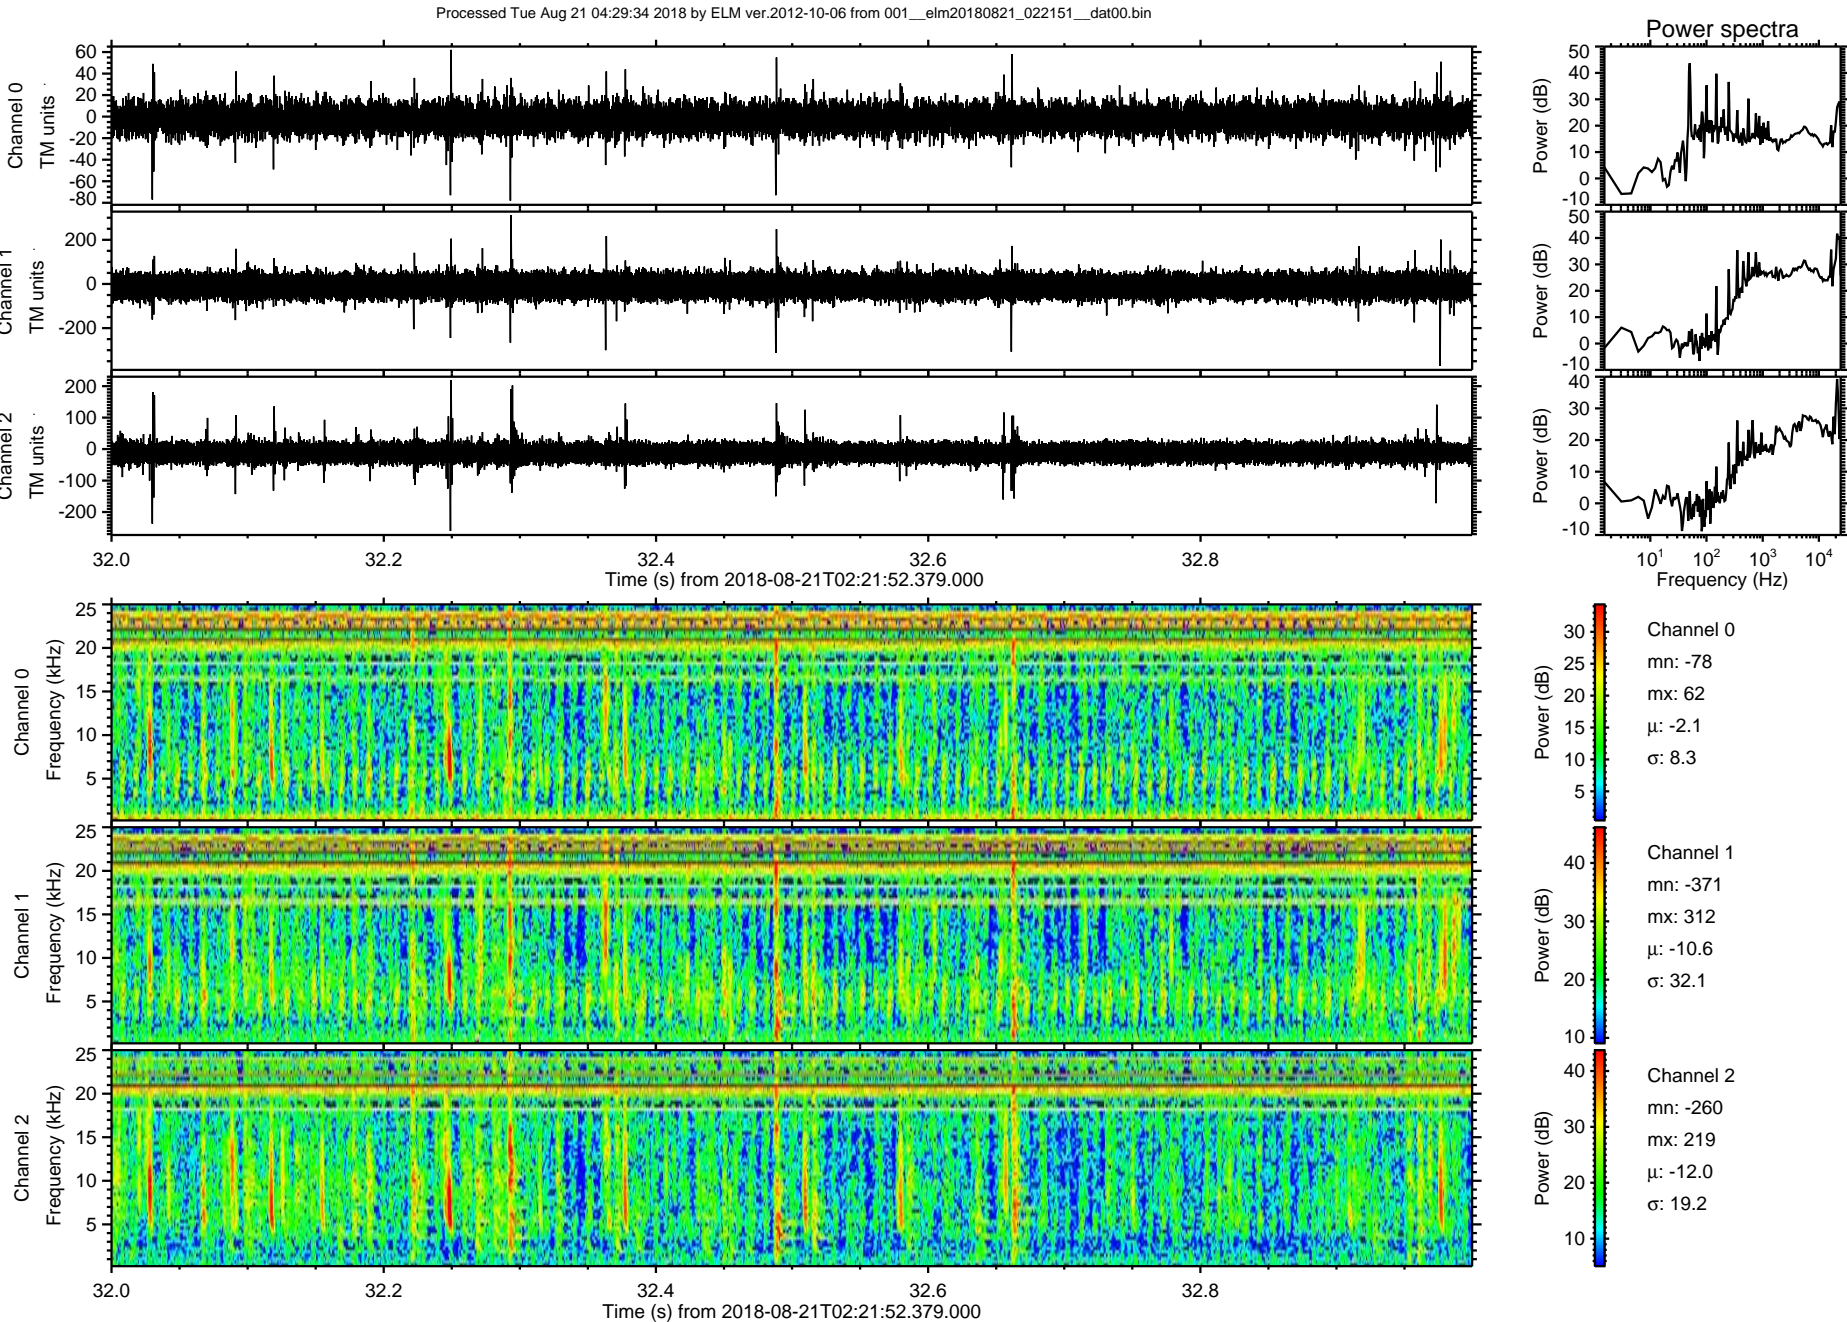 Processed Tue Aug 21 04:29:34 2018 by ELM ver.2012-10-06 from 001__elm20180821_022151__dat00.bin
Power spectra
Channel 0
TM units
60
40
20
0
-20
-40
-60
-80
Power (dB)
50
40
30
20
10
0
-10
Channel 1
TM units
200
0
-200
Power (dB)
50
40
30
20
10
0
-10
Channel 2
TM units
200
100
0
-100
-200
Power (dB)
40
30
20
10
0
-10
32.0 32.2 32.4 32.6 32.8
Time (s) from 2018-08-21T02:21:52.379.000
10¹ 10² 10³ 10⁴
Frequency (Hz)
Channel 0
Frequency (kHz)
25
20
15
10
5
Power (dB)
30
25
20
15
10
5
Channel 0
mn: -78
mx: 62
μ: -2.1
σ: 8.3
Channel 1
Frequency (kHz)
25
20
15
10
5
Power (dB)
40
30
20
10
Channel 1
mn: -371
mx: 312
μ: -10.6
σ: 32.1
Channel 2
Frequency (kHz)
25
20
15
10
5
Power (dB)
40
30
20
10
Channel 2
mn: -260
mx: 219
μ: -12.0
σ: 19.2
32.0 32.2 32.4 32.6 32.8
Time (s) from 2018-08-21T02:21:52.379.000